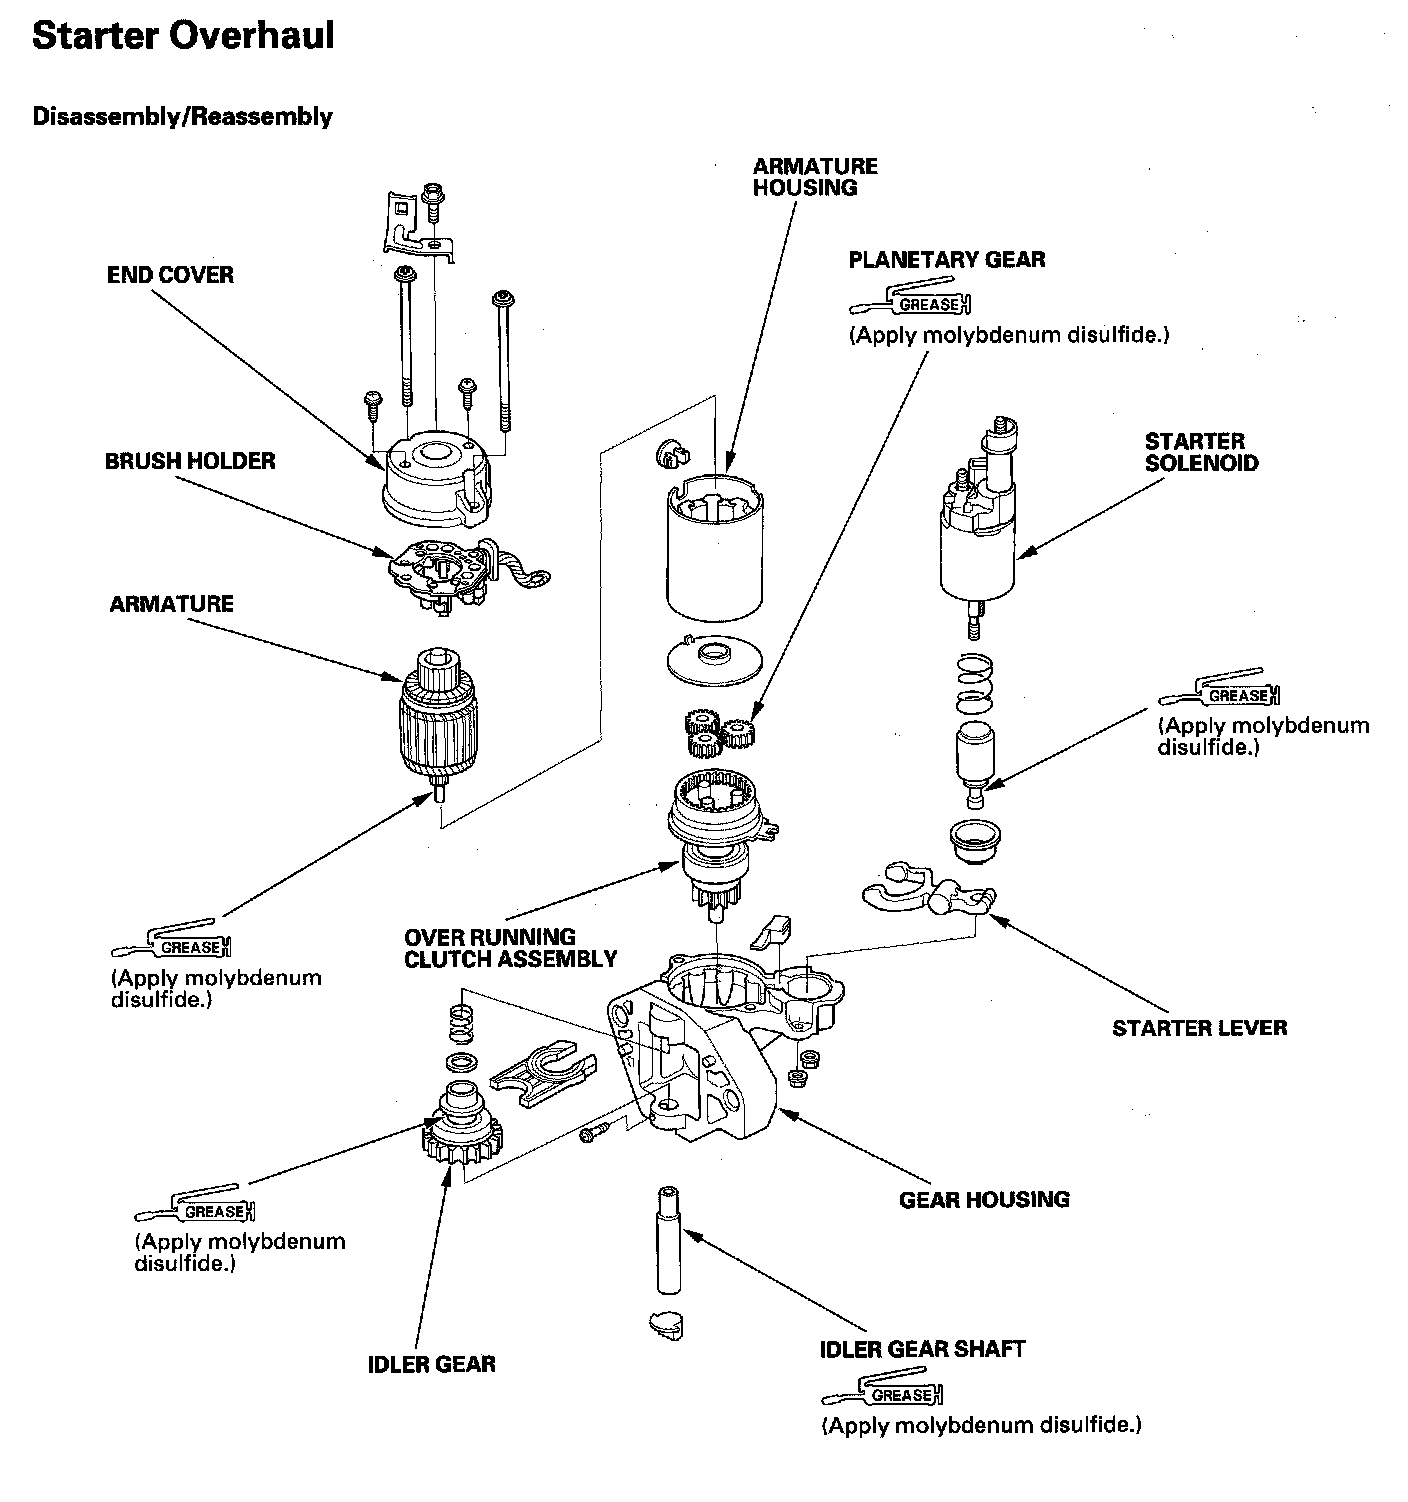 Starter Overhaul
Disassembly/Reassembly
ARMATURE
HOUSING
PLANETARY GEAR
GREASE
(Apply molybdenum disulfide.)
END COVER
STARTER
SOLENOID
BRUSH HOLDER
ARMATURE
GREASE
(Apply molybdenum
disulfide.)
OVER RUNNING
CLUTCH ASSEMBLY
GREASE
(Apply molybdenum
disulfide.)
STARTER LEVER
GEAR HOUSING
GREASE
(Apply molybdenum
disulfide.)
IDLER GEAR
IDLER GEAR SHAFT
GREASE
(Apply molybdenum disulfide.)